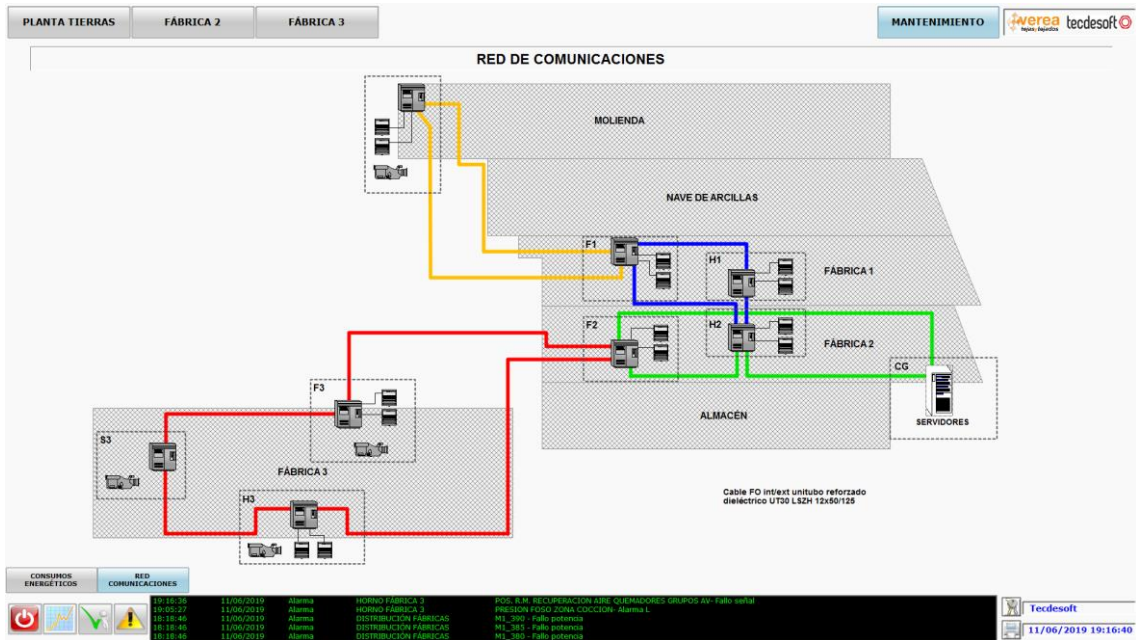 PLANTA TIERRAS
FÁBRICA 2
FÁBRICA 3
MANTENIMIENTO
verea
tejas y tejados
tecdesoft
RED DE COMUNICACIONES
MOLIENDA
NAVE DE ARCILLAS
F1
H1
FÁBRICA 1
F2
H2
FÁBRICA 2
CG
SERVIDORES
ALMACÉN
F3
S3
FÁBRICA 3
H3
Cable FO int/ext unitubo reforzado
dieléctrico UT30 LSZH 12x50/125
CONSUMOS
ENERGÉTICOS
RED
COMUNICACIONES
19:16:36 11/06/2019 Alarma HORNO FÁBRICA 3 POS. R.M. RECUPERACION AIRE QUEMADORES GRUPOS AV- Fallo señal
19:05:27 11/06/2019 Alarma HORNO FÁBRICA 3 PRESION FOSO ZONA COCCION- Alarma L
18:18:46 11/06/2019 Alarma DISTRIBUCIÓN FÁBRICAS M1_390 - Fallo potencia
18:18:46 11/06/2019 Alarma DISTRIBUCIÓN FÁBRICAS M1_385 - Fallo potencia
18:18:46 11/06/2019 Alarma DISTRIBUCIÓN FÁBRICAS M1_380 - Fallo potencia
Tecdesoft
11/06/2019 19:16:40